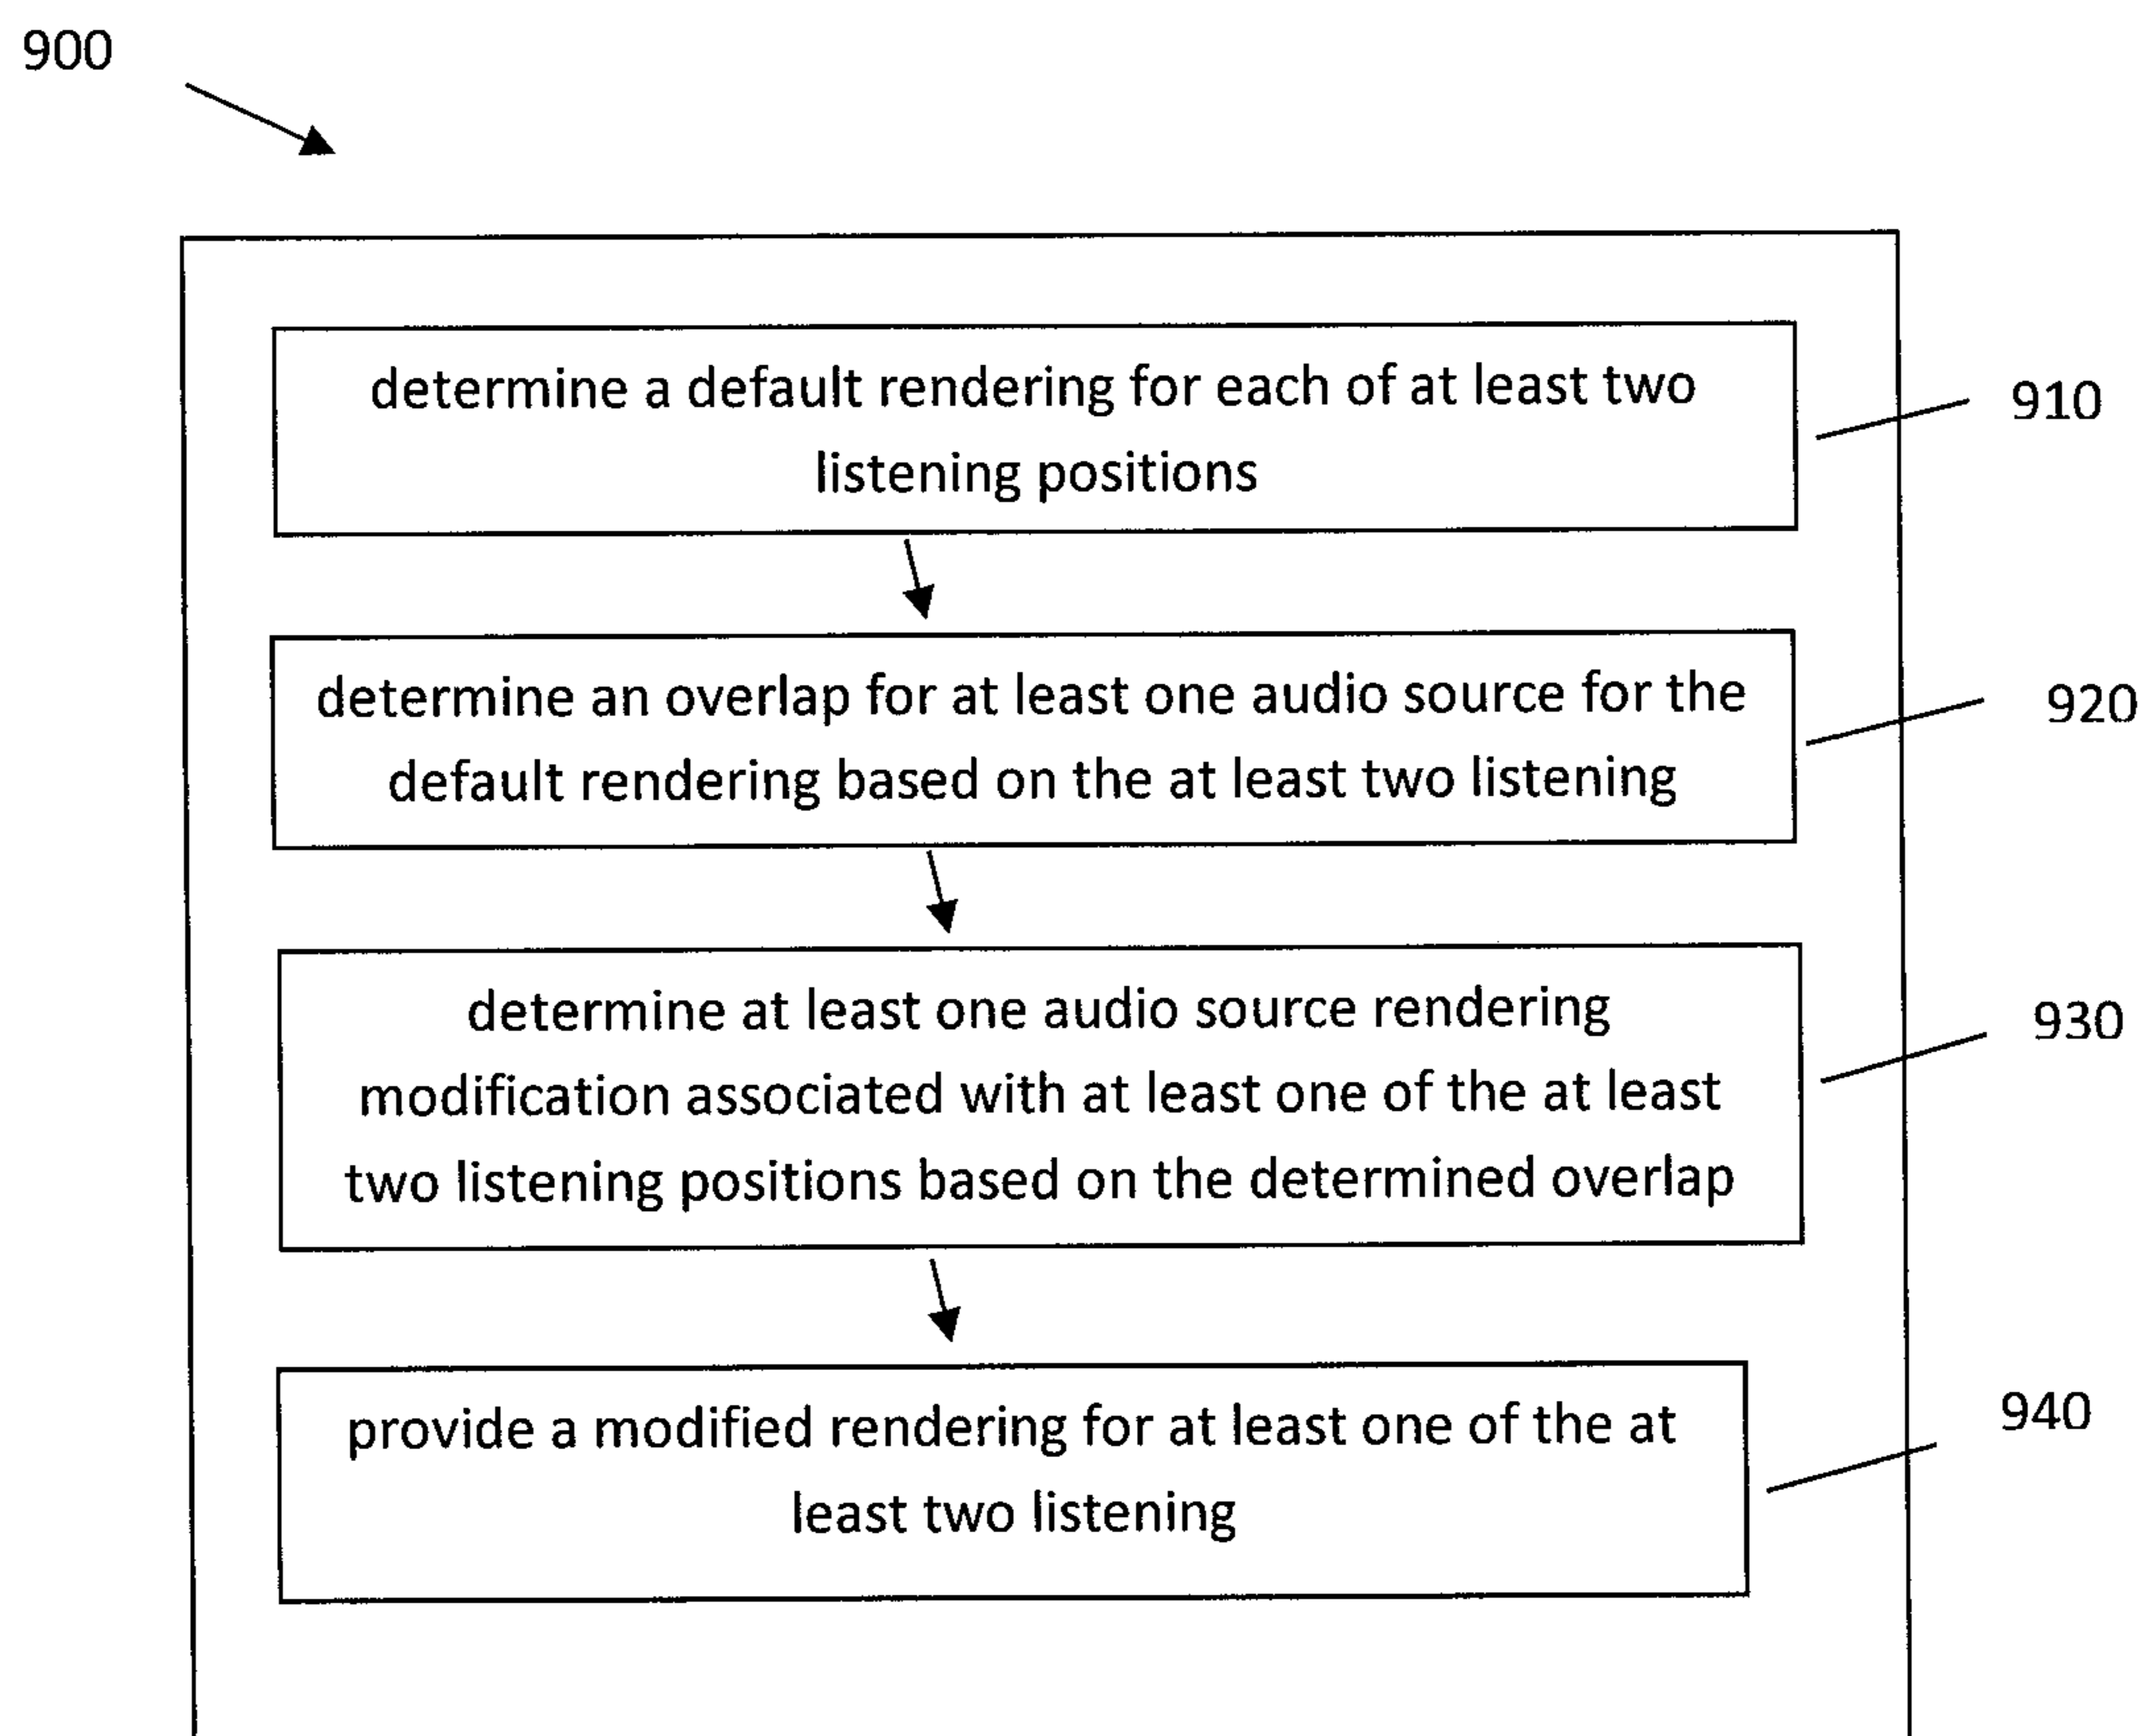 900
determine a default rendering for each of at least two
listening positions
910
determine an overlap for at least one audio source for the
default rendering based on the at least two listening
920
determine at least one audio source rendering
modification associated with at least one of the at least
two listening positions based on the determined overlap
930
provide a modified rendering for at least one of the at
least two listening
940